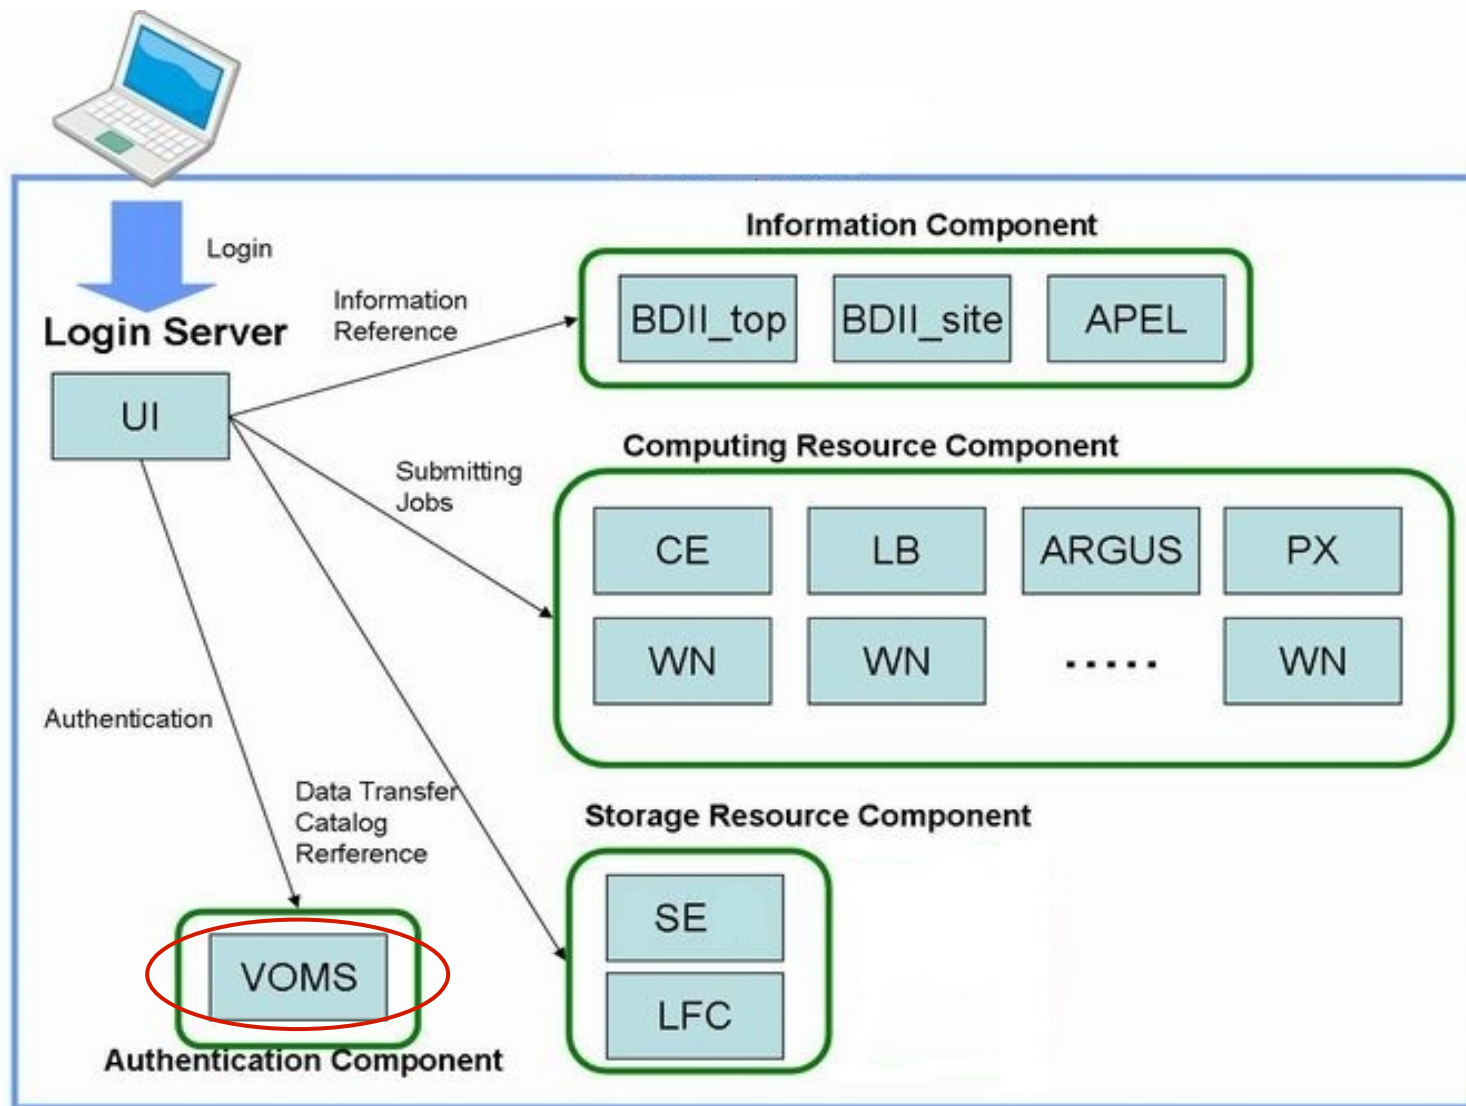 Login
Login Server
UI
Information
Reference
Information Component
BDII_top
BDII_site
APEL
Submitting
Jobs
Computing Resource Component
CE
LB
ARGUS
PX
WN
WN
.....
WN
Authentication
Data Transfer
Catalog
Rerference
Storage Resource Component
SE
LFC
VOMS
Authentication Component